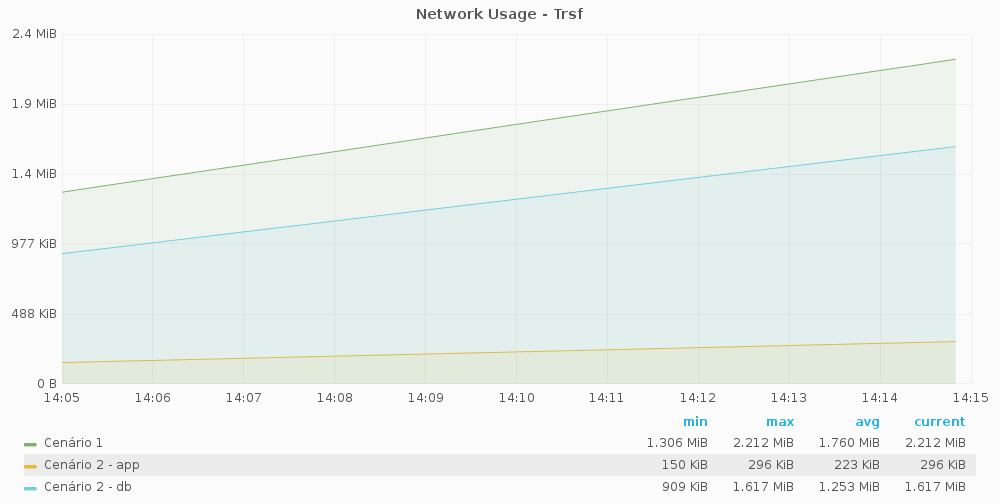 Network Usage - Trsf
2.4 MiB
1.9 MiB
1.4 MiB
977 KiB
488 KiB
0 B
14:05 14:06 14:07 14:08 14:09 14:10 14:11 14:12 14:13 14:14 14:15
min max avg current
Cenário 1 1.306 MiB 2.212 MiB 1.760 MiB 2.212 MiB
Cenário 2 - app 150 KiB 296 KiB 223 KiB 296 KiB
Cenário 2 - db 909 KiB 1.617 MiB 1.253 MiB 1.617 MiB